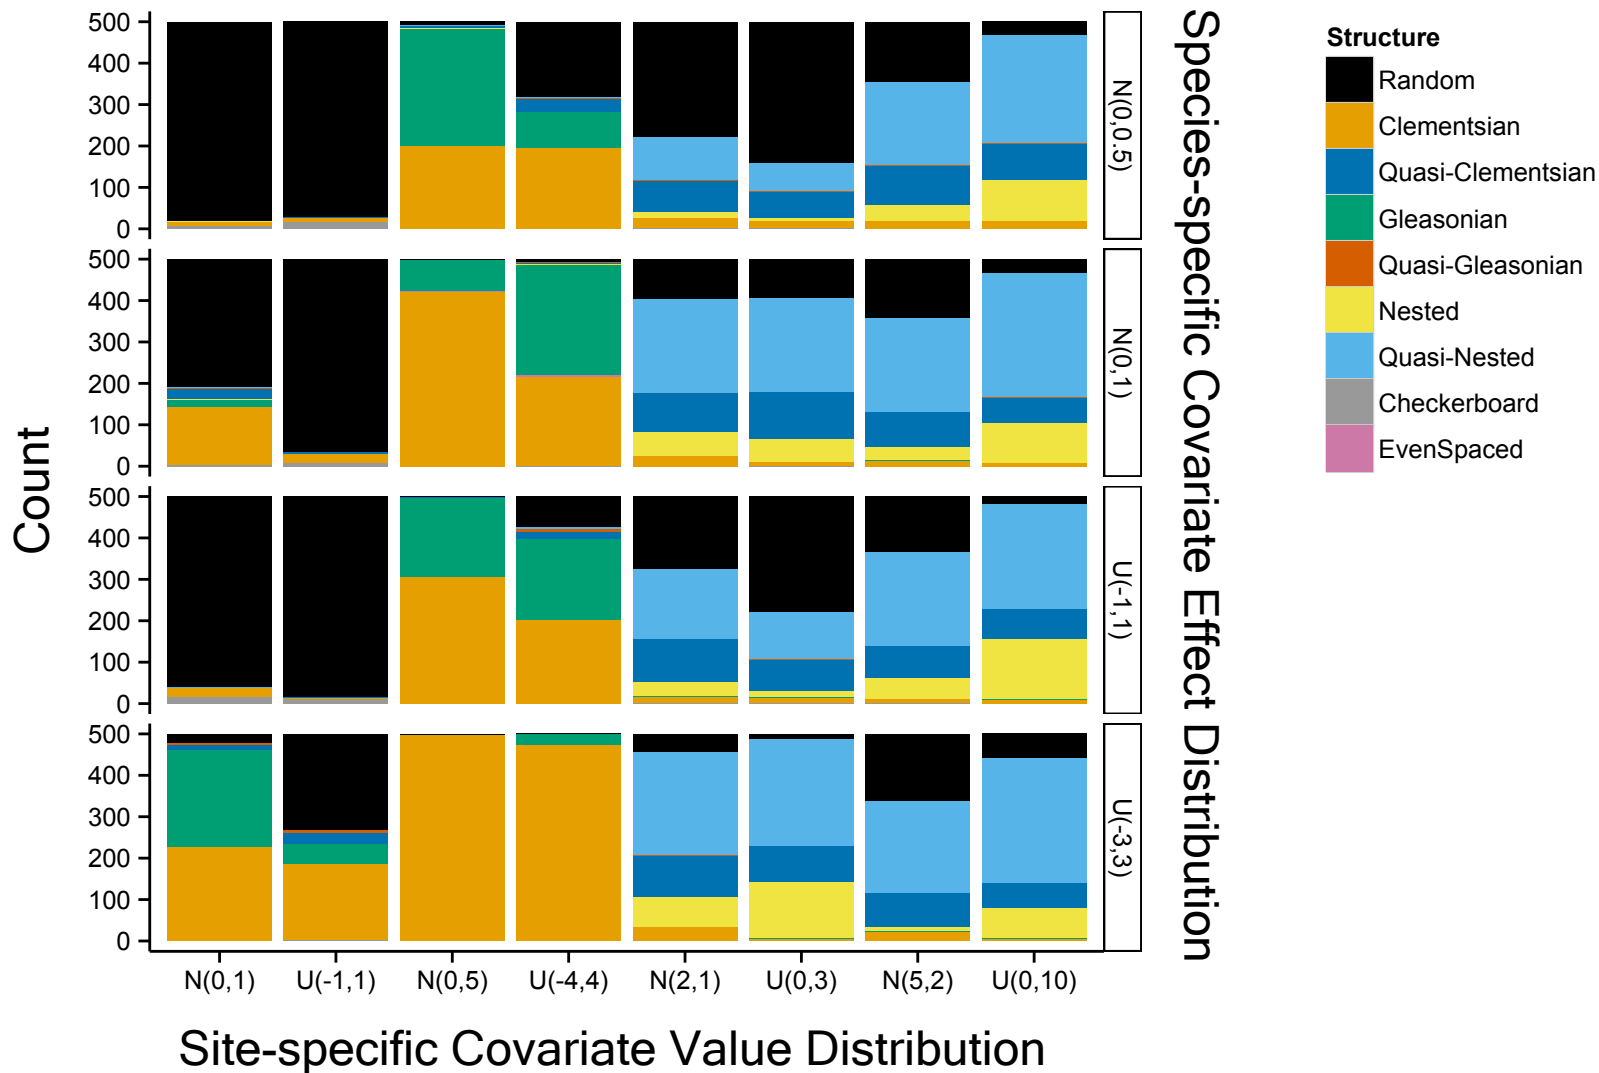 Count
500
400
300
200
100
0
N(0,0.5)
500
400
300
200
100
0
N(0,1)
500
400
300
200
100
0
U(-1,1)
500
400
300
200
100
0
U(-3,3)
N(0,1) U(-1,1) N(0,5) U(-4,4) N(2,1) U(0,3) N(5,2) U(0,10)
Site-specific Covariate Value Distribution
Species-specific Covariate Effect Distribution
Structure
Random
Clementsian
Quasi-Clementsian
Gleasonian
Quasi-Gleasonian
Nested
Quasi-Nested
Checkerboard
EvenSpaced